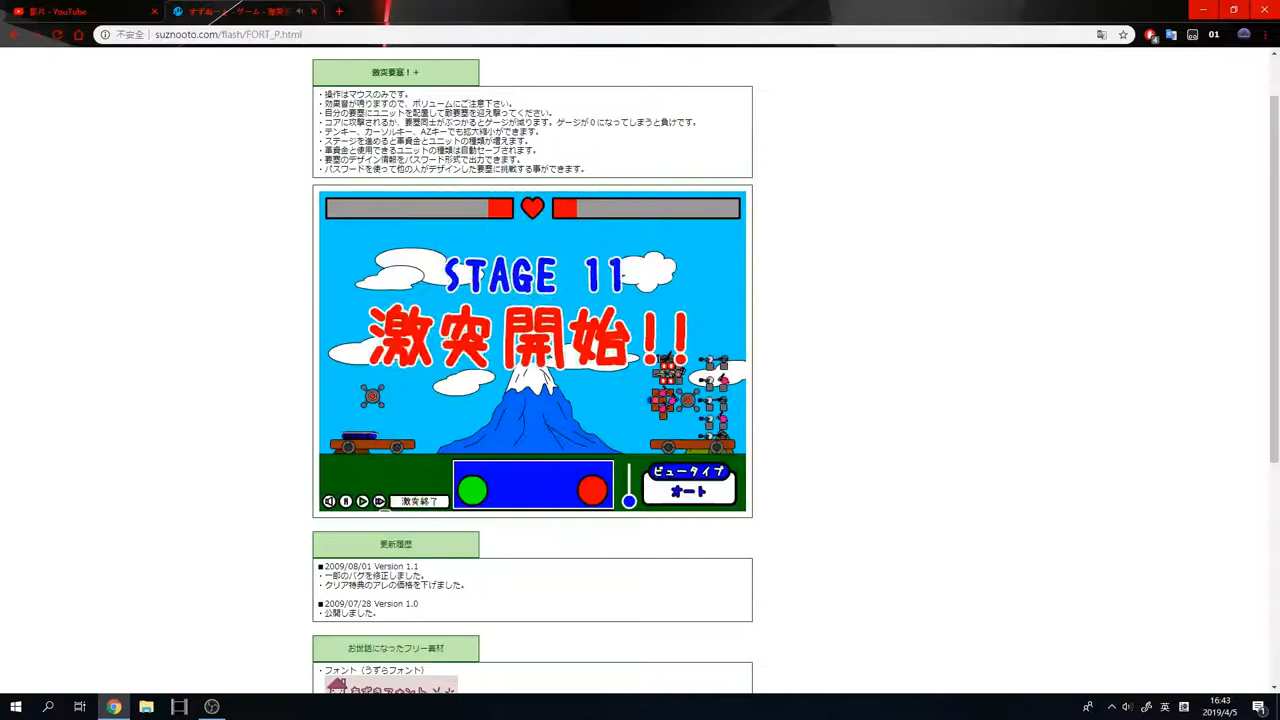 影片 - YouTube
すずぬーと - ゲーム - 激突要
不安全
suznooto.com/flash/FORT_P.html
4
01
激突要塞！＋
・操作はマウスのみです。
・効果音が鳴りますので、ボリュームにご注意下さい。
・自分の要塞にユニットを配置して敵要塞を迎え撃ってください。
・コアに攻撃されるか、要塞同士がぶつかるとゲージが減ります。ゲージが０になってしまうと負けです。
・テンキー、カーソルキー、AZキーでも拡大縮小ができます。
・ステージを進めると軍資金とユニットの種類が増えます。
・軍資金と使用できるユニットの種類は自動セーブされます。
・要塞のデザイン情報をパスワード形式で出力できます。
・パスワードを使って他の人がデザインした要塞に挑戦する事ができます。
STAGE 11
激突開始!!
激突終了
ビュータイプ
オート
更新履歴
■2009/08/01 Version 1.1
・一部のバグを修正しました。
・クリア特典のアレの価格を下げました。
■2009/07/28 Version 1.0
・公開しました。
お世話になったフリー素材
・フォント（うずらフォント）
英
16:43
2019/4/5
1